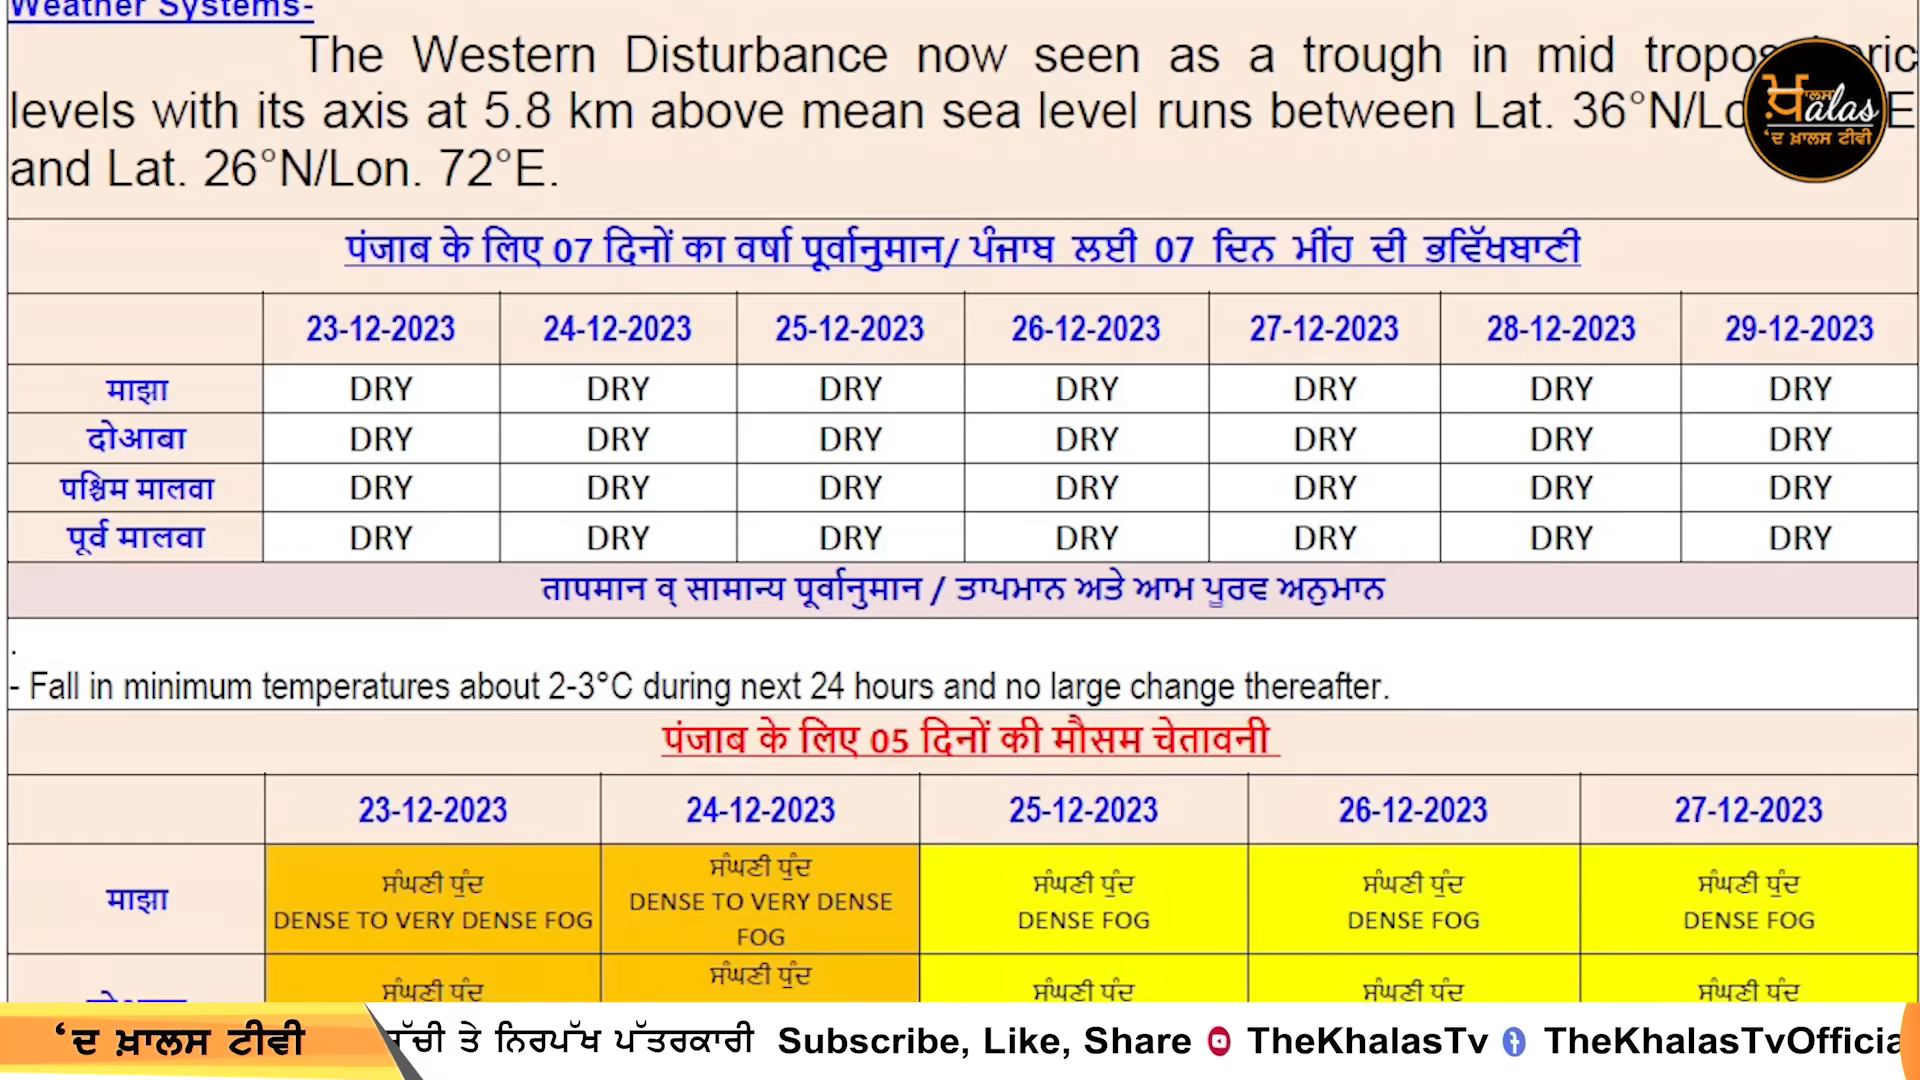 Weather Systems-
The Western Disturbance now seen as a trough in mid
levels with its axis at 5.8 km above mean sea level runs between Lat. 36°N/
and Lat. 26°N/Lon. 72°E.
ਖ਼ਾਲਸ alas
'ਦ ਖ਼ਾਲਸ ਟੀਵੀ
पंजाब के लिए 07 दिनों का वर्षा पूर्वानुमान/ ਪੰਜਾਬ ਲਈ 07 ਦਿਨ ਮੀਂਹ ਦੀ ਭਵਿੱਖਬਾਣੀ
23-12-2023 24-12-2023 25-12-2023 26-12-2023 27-12-2023 28-12-2023 29-12-2023
माझा DRY DRY DRY DRY DRY DRY DRY
दोआबा DRY DRY DRY DRY DRY DRY DRY
पश्चिम मालवा DRY DRY DRY DRY DRY DRY DRY
पूर्व मालवा DRY DRY DRY DRY DRY DRY DRY
तापमान व् सामान्य पूर्वानुमान / ਤਾਪਮਾਨ ਅਤੇ ਆਮ ਪੂਰਵ ਅਨੁਮਾਨ
.
- Fall in minimum temperatures about 2-3°C during next 24 hours and no large change thereafter.
पंजाब के लिए 05 दिनों की मौसम चेतावनी
23-12-2023 24-12-2023 25-12-2023 26-12-2023 27-12-2023
माझा
ਸੰਘਣੀ ਧੁੰਦ
DENSE TO VERY DENSE FOG
ਸੰਘਣੀ ਧੁੰਦ
DENSE TO VERY DENSE
FOG
ਸੰਘਣੀ ਧੁੰਦ
DENSE FOG
ਸੰਘਣੀ ਧੁੰਦ
DENSE FOG
ਸੰਘਣੀ ਧੁੰਦ
DENSE FOG
ਸੰਘਣੀ ਧੁੰਦ ਸੰਘਣੀ ਧੁੰਦ ਸੰਘਣੀ ਧੁੰਦ ਸੰਘਣੀ ਧੁੰਦ ਸੰਘਣੀ ਧੁੰਦ
'ਦ ਖ਼ਾਲਸ ਟੀਵੀ
ਤੇ ਨਿਰਪੱਖ ਪੱਤਰਕਾਰੀ Subscribe, Like, Share TheKhalasTv TheKhalasTvOfficia